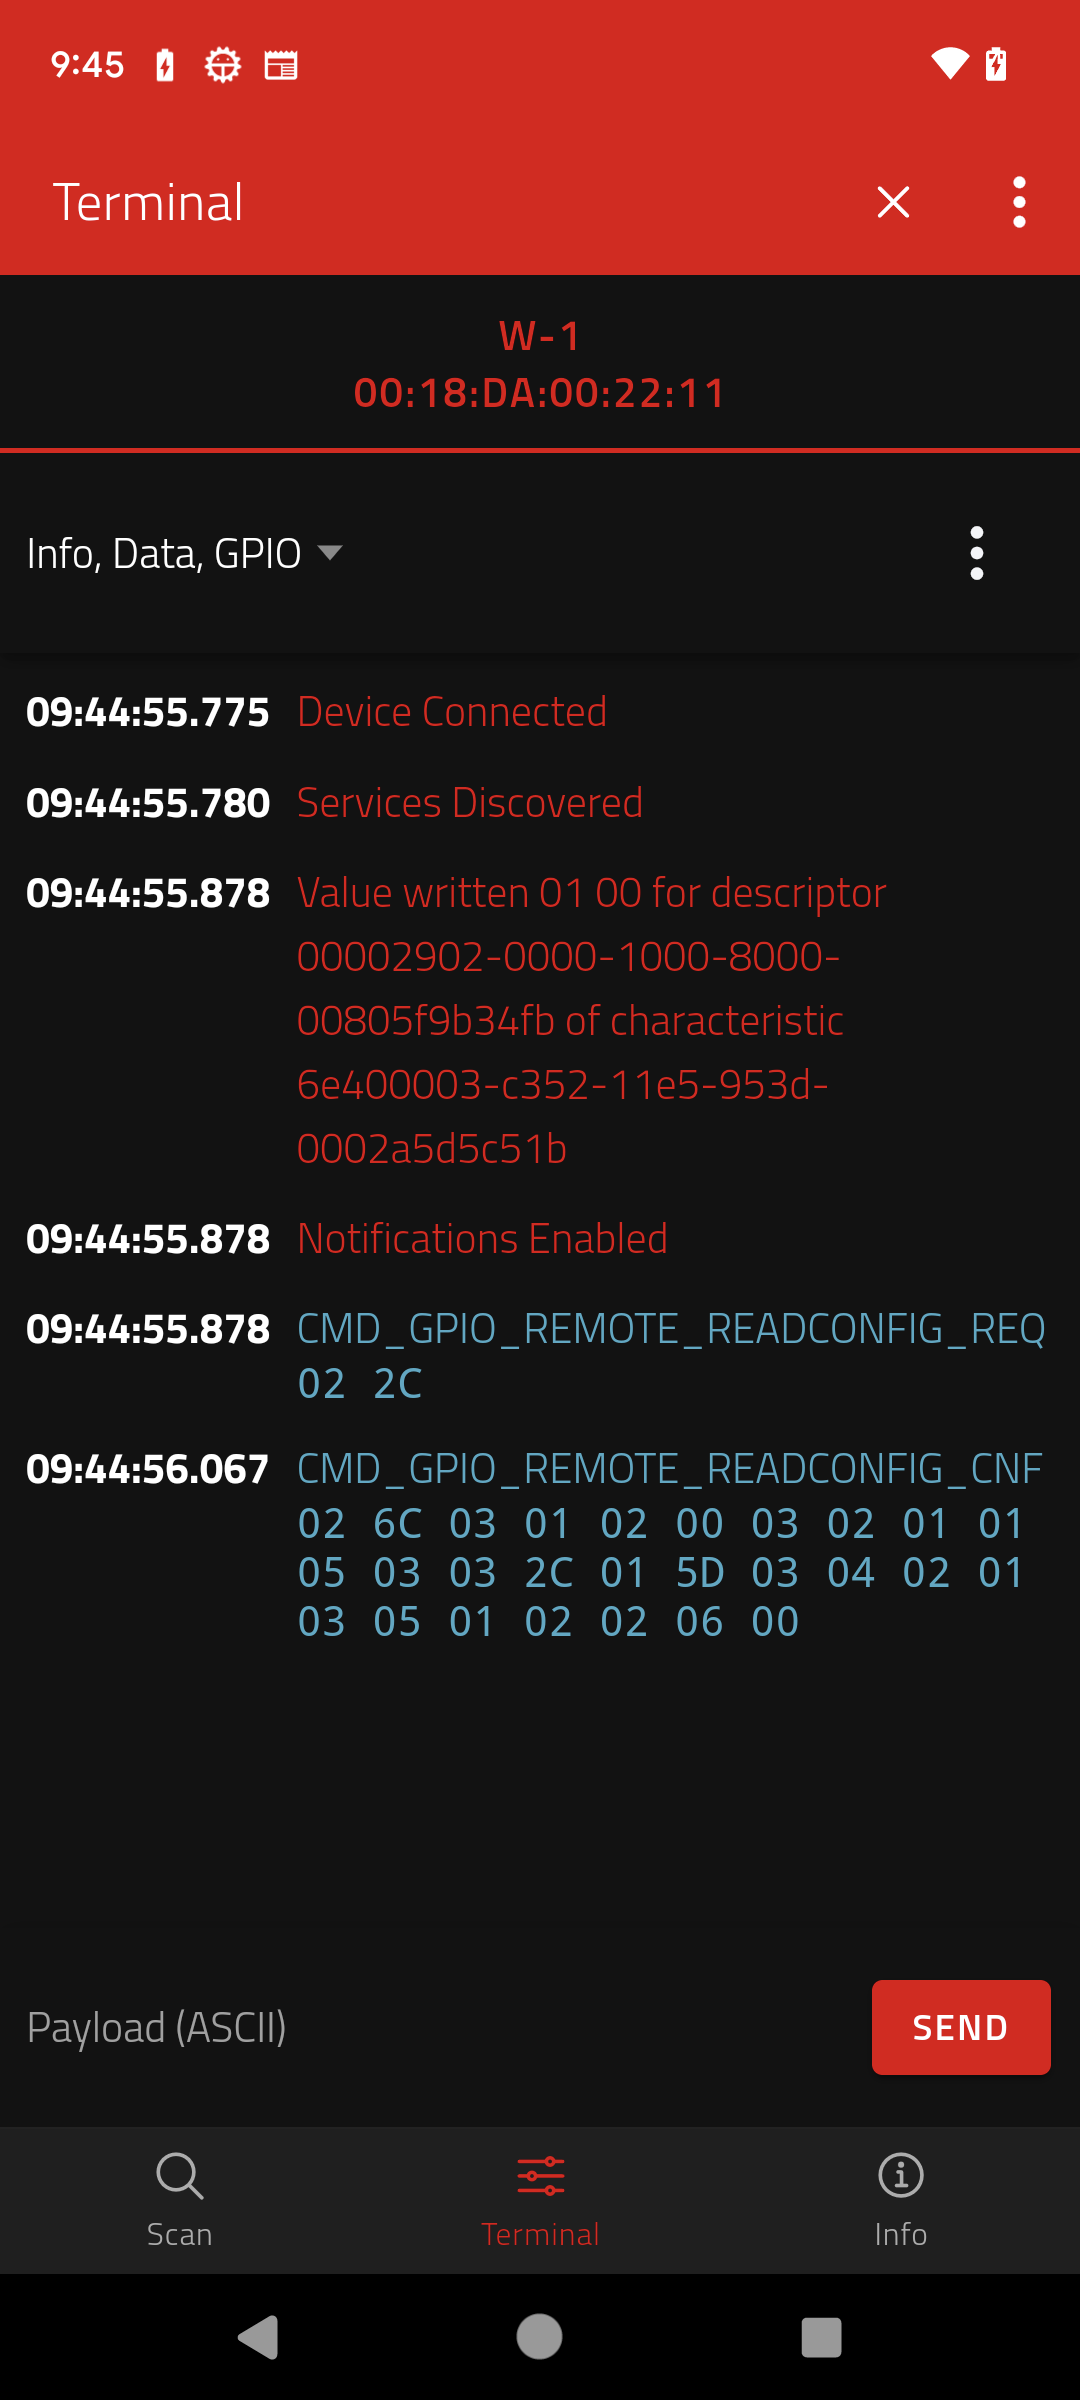 9:45
Terminal
W-1
00:18:DA:00:22:11
Info, Data, GPIO
09:44:55.775 Device Connected
09:44:55.780 Services Discovered
09:44:55.878 Value written 01 00 for descriptor
00002902-0000-1000-8000-
00805f9b34fb of characteristic
6e400003-c352-11e5-953d-
0002a5d5c51b
09:44:55.878 Notifications Enabled
09:44:55.878 CMD_GPIO_REMOTE_READCONFIG_REQ
02 2C
09:44:56.067 CMD_GPIO_REMOTE_READCONFIG_CNF
02 6C 03 01 02 00 03 02 01 01
05 03 03 2C 01 5D 03 04 02 01
03 05 01 02 02 06 00
Payload (ASCII)
SEND
Scan
Terminal
Info